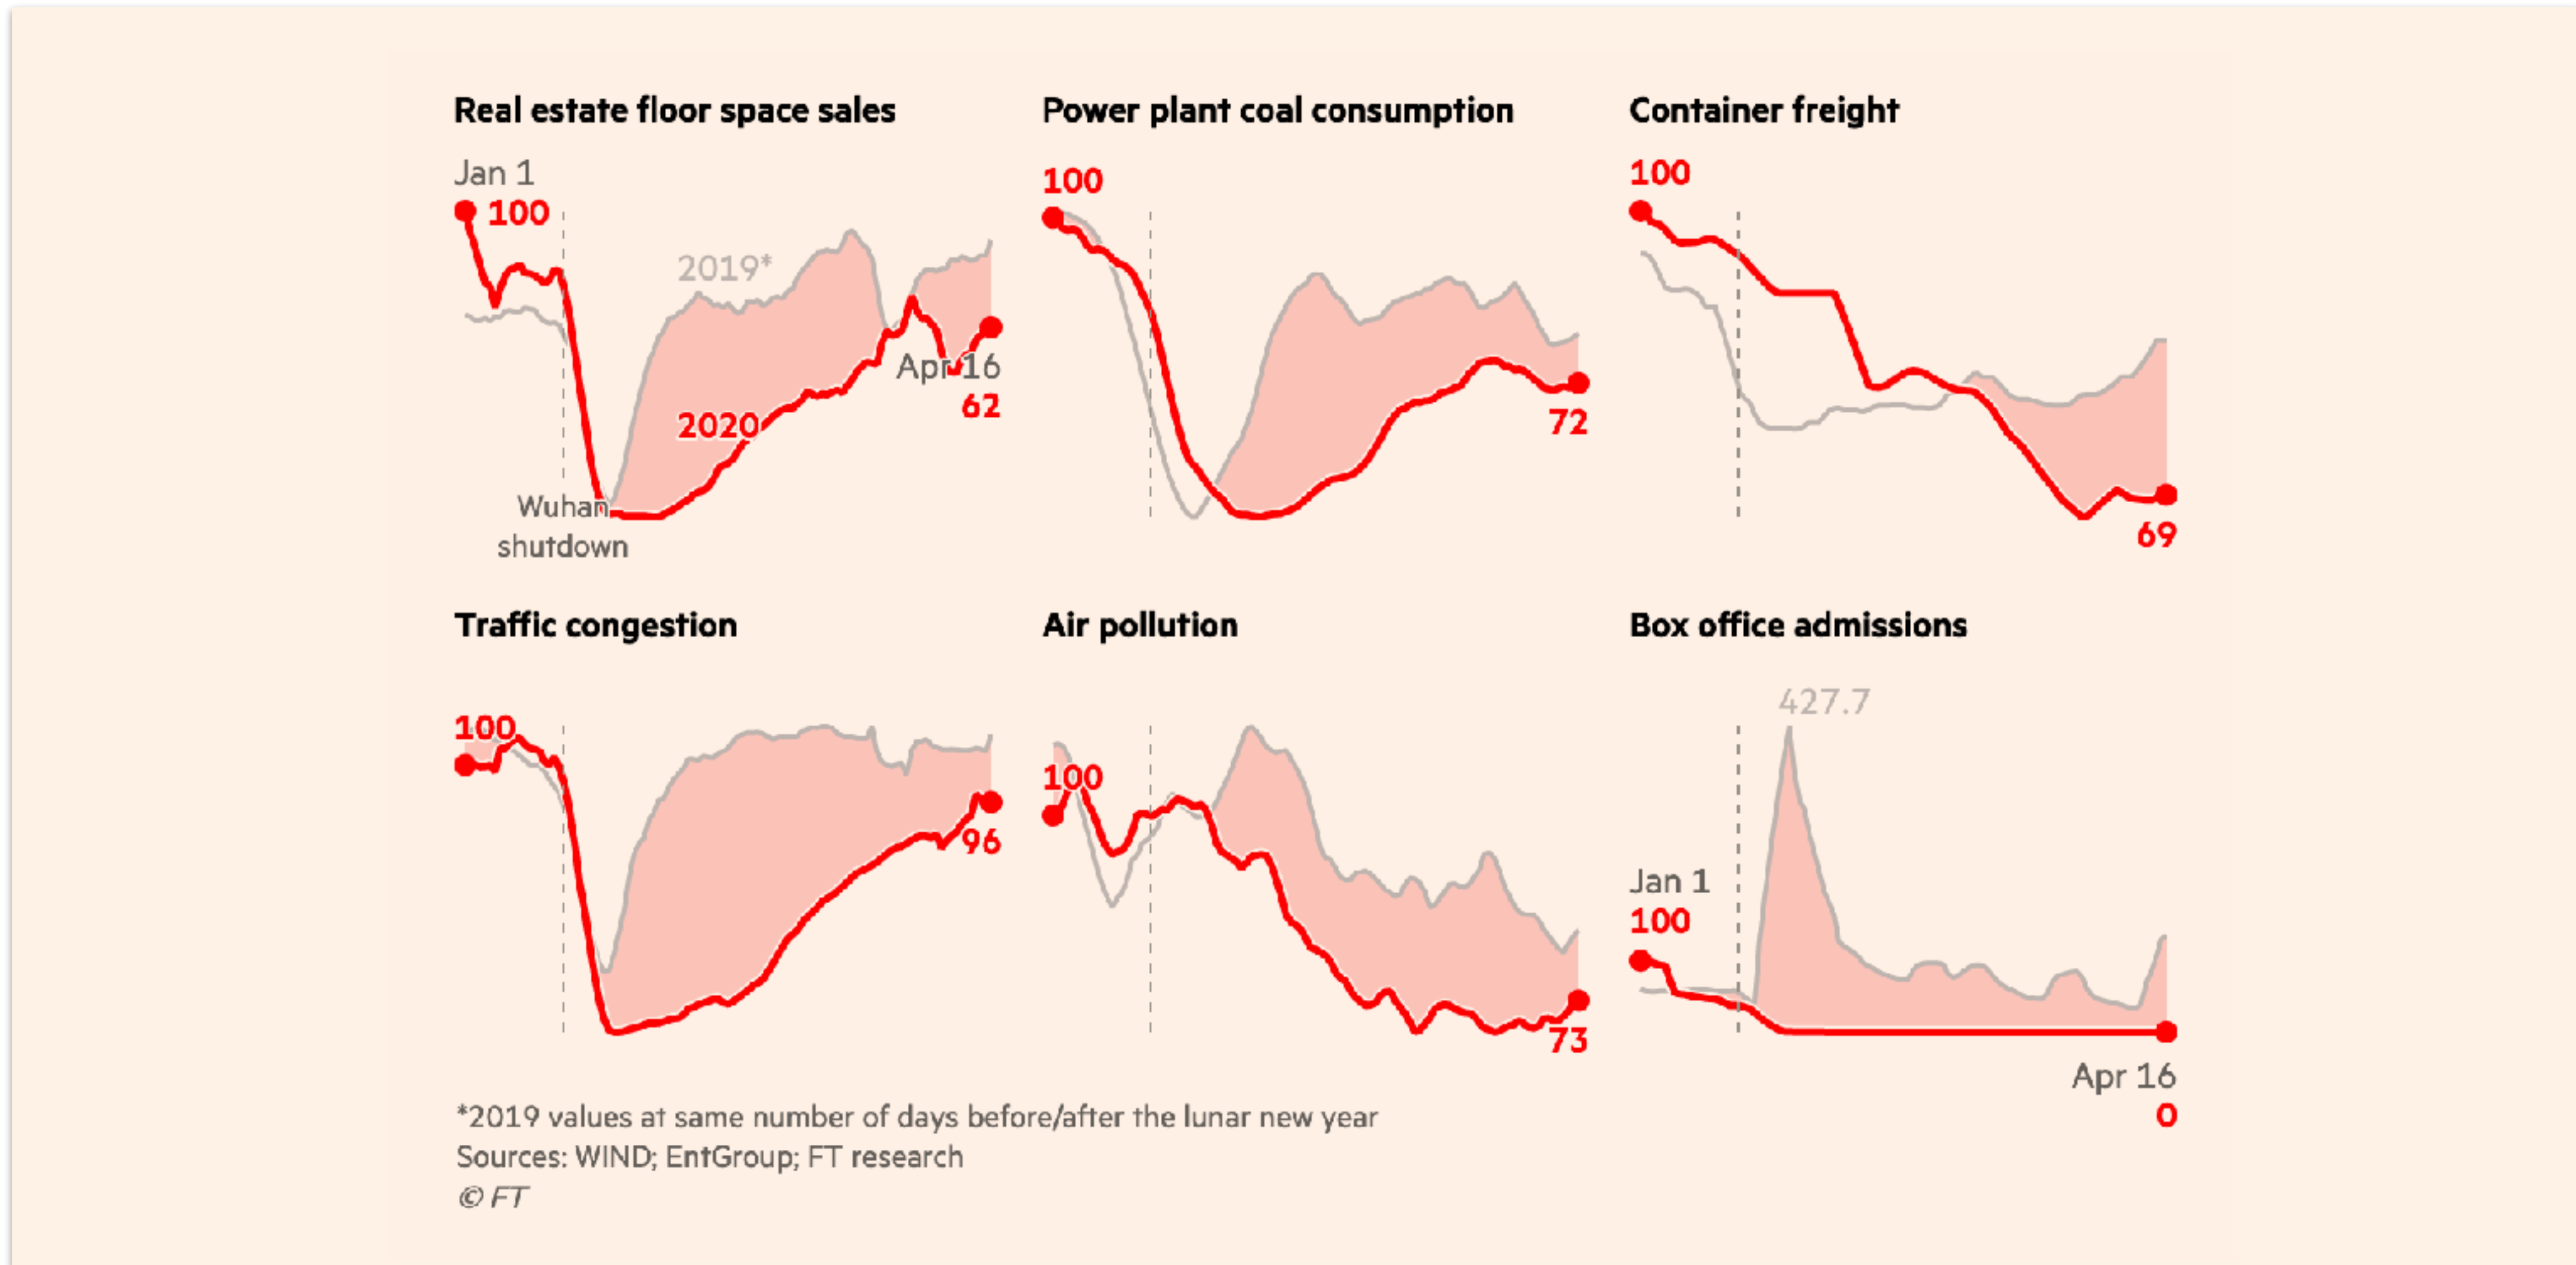 Real estate floor space sales
Jan 1
100
2019*
2020
Apr 16
62
Wuhan
shutdown
Power plant coal consumption
100
72
Container freight
100
69
Traffic congestion
100
96
Air pollution
100
73
Box office admissions
427.7
Jan 1
100
Apr 16
0
*2019 values at same number of days before/after the lunar new year
Sources: WIND; EntGroup; FT research
© FT